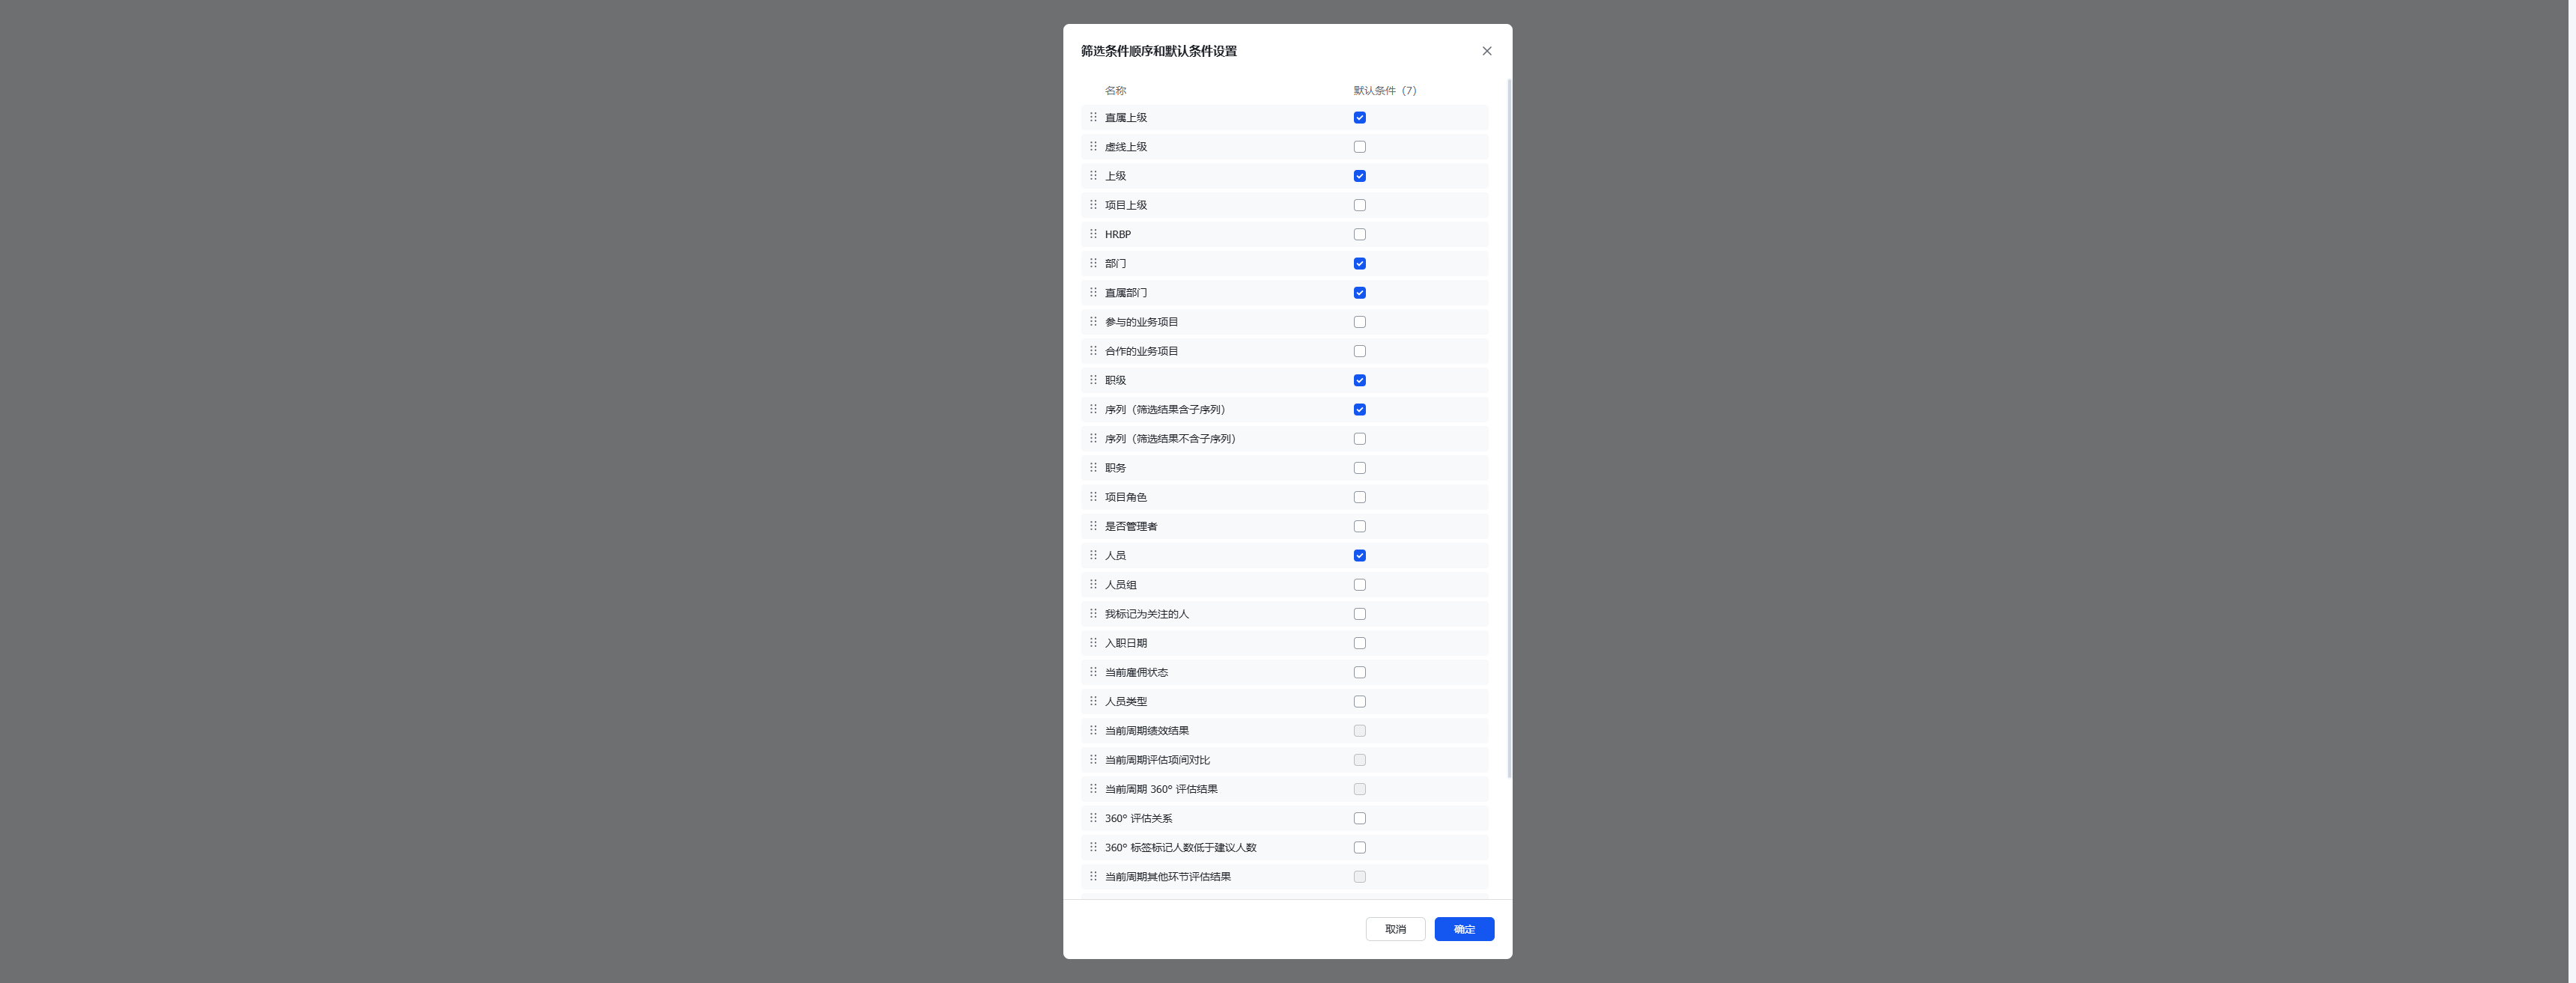 筛选条件顺序和默认条件设置
名称 默认条件（7）
直属上级
虚线上级
上级
项目上级
HRBP
部门
直属部门
参与的业务项目
合作的业务项目
职级
序列（筛选结果含子序列）
序列（筛选结果不含子序列）
职务
项目角色
是否管理者
人员
人员组
我标记为关注的人
入职日期
当前雇佣状态
人员类型
当前周期绩效结果
当前周期评估项间对比
当前周期 360° 评估结果
360° 评估关系
360° 标签标记人数低于建议人数
当前周期其他环节评估结果
取消 确定